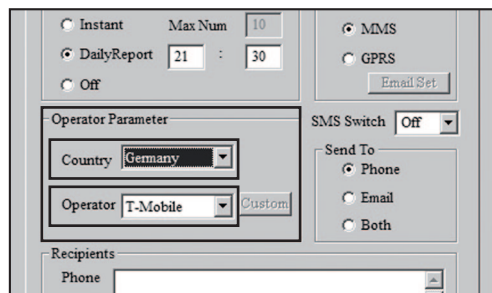 Instant Max Num 10
DailyReport 21 : 30
Off
MMS
GPRS
Email Set
Operator Parameter
Country Germany
Operator T-Mobile Custom
SMS Switch Off
Send To
Phone
Email
Both
Recipients
Phone